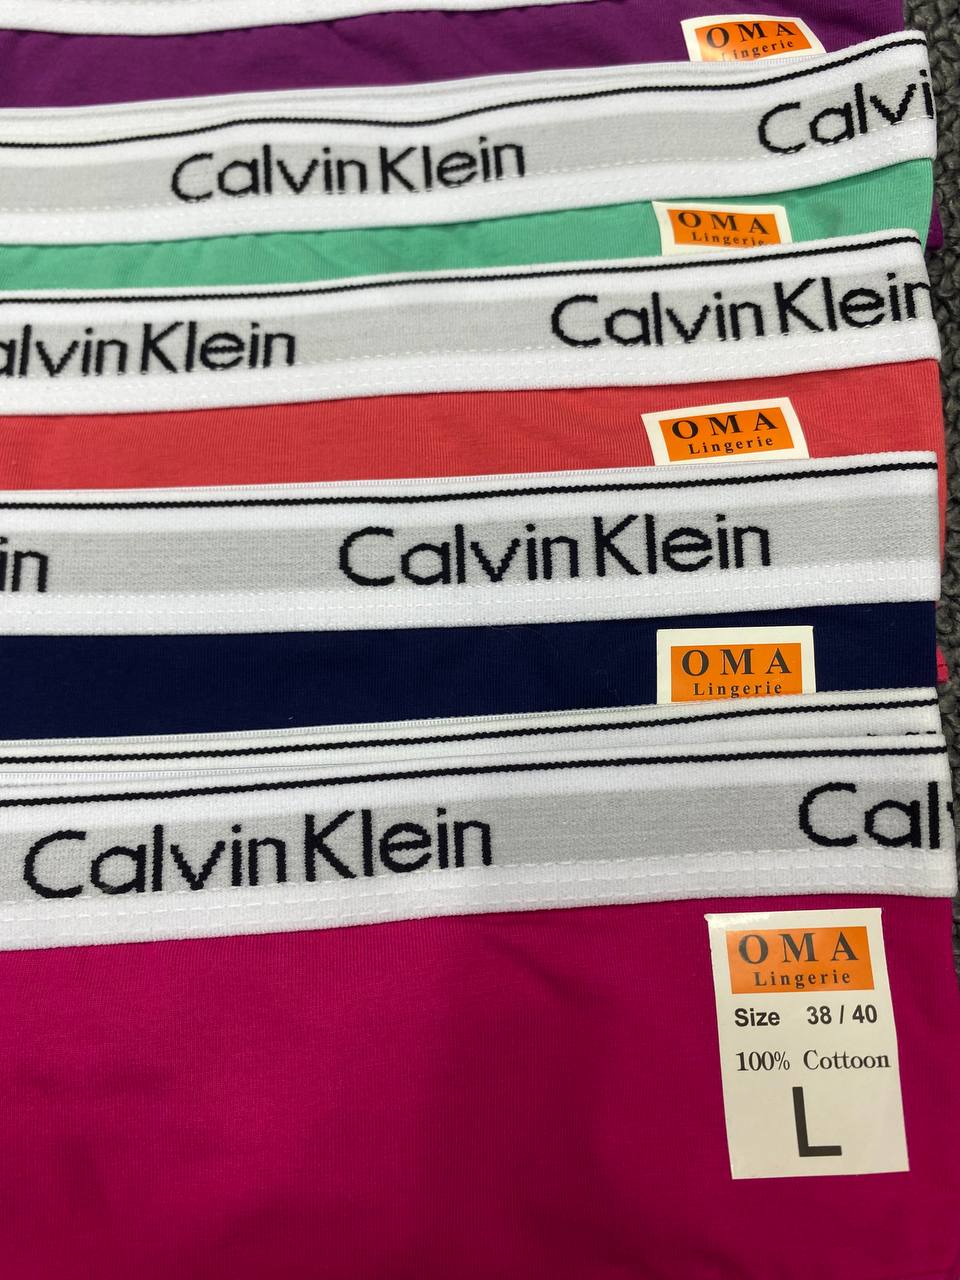 OMA
Lingerie
Calvin Klein Calvi
OMA
Lingerie
alvin Klein Calvin Klein
OMA
Lingerie
in Calvin Klein
OMA
Lingerie
Calvin Klein Cal
OMA
Lingerie
Size 38 / 40
100% Cottoon
L